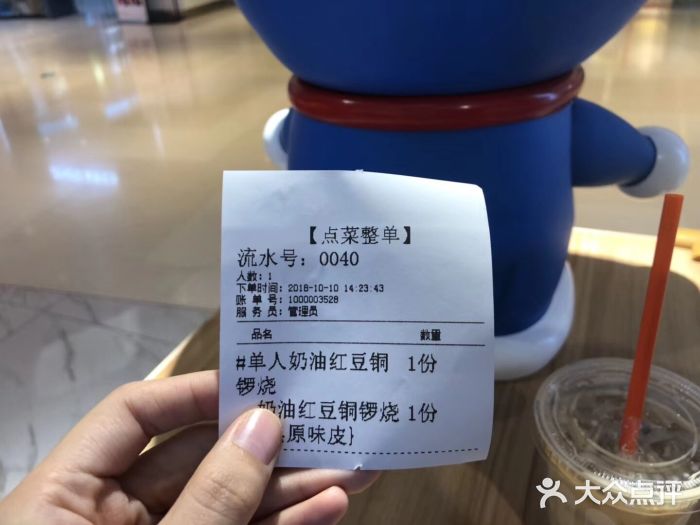 【点菜整单】
流水号：0040
人数：1
下单时间：2018-10-10 14:23:43
账 单 号：1000003528
服 务 员：管理员
品名 数量
#单人奶油红豆铜 1份
锣烧
奶油红豆铜锣烧 1份
原味皮}
大众点评